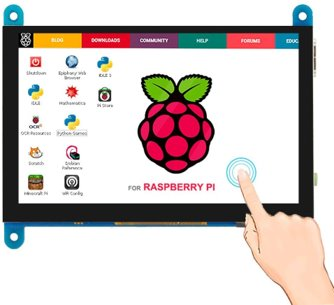 BLOG DOWNLOADS COMMUNITY HELP FORUMS EDUC
Shutdown Epiphany Web Browser IDLE 3
IDLE Mathematica Pi Store
OCR Resources Python Games
Scratch Debian Reference
Minecraft Pi WiFi Config
FOR RASPBERRY PI